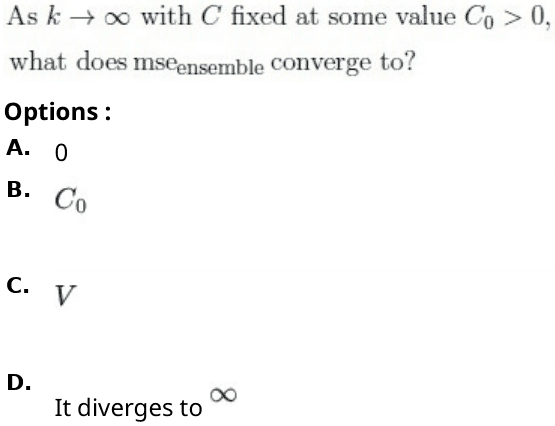 As k → ∞ with C fixed at some value C₀ > 0,
what does mse_ensemble converge to?
Options :
A. 0
B. C₀
C. V
D.
It diverges to ∞